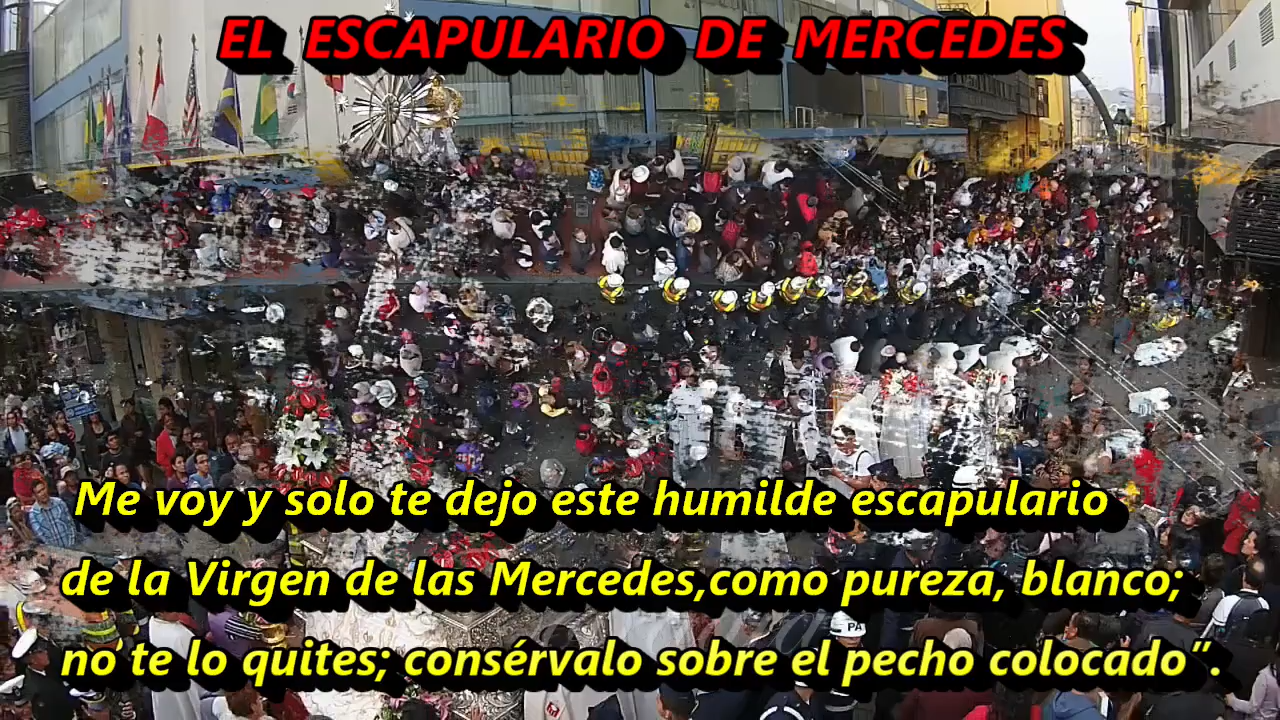 EL ESCAPULARIO DE MERCEDES
Me voy y solo te dejo este humilde escapulario
de la Virgen de las Mercedes,como pureza, blanco;
no te lo quites; consérvalo sobre el pecho colocado”.
PA